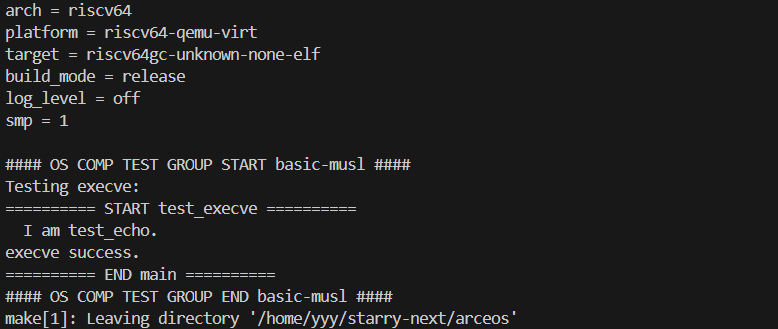 arch = riscv64
platform = riscv64-qemu-virt
target = riscv64gc-unknown-none-elf
build_mode = release
log_level = off
smp = 1

#### OS COMP TEST GROUP START basic-musl ####
Testing execve:
========== START test_execve ==========
  I am test_echo.
execve success.
========== END main ==========
#### OS COMP TEST GROUP END basic-musl ####
make[1]: Leaving directory '/home/yyy/starry-next/arceos'